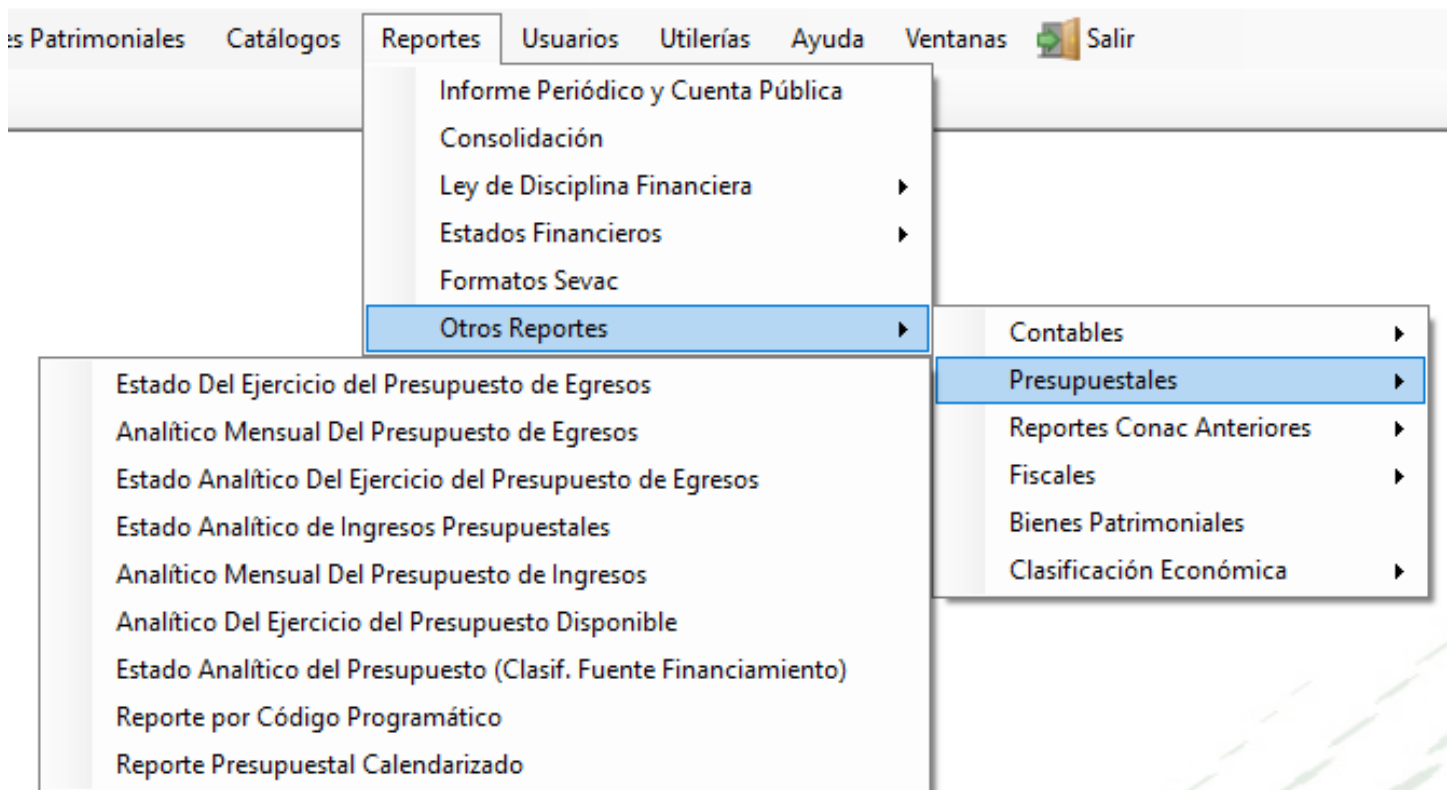 es Patrimoniales Catálogos Reportes Usuarios Utilerías Ayuda Ventanas Salir
Informe Periódico y Cuenta Pública
Consolidación
Ley de Disciplina Financiera
Estados Financieros
Formatos Sevac
Otros Reportes
Contables
Presupuestales
Reportes Conac Anteriores
Fiscales
Bienes Patrimoniales
Clasificación Económica
Estado Del Ejercicio del Presupuesto de Egresos
Analítico Mensual Del Presupuesto de Egresos
Estado Analítico Del Ejercicio del Presupuesto de Egresos
Estado Analítico de Ingresos Presupuestales
Analítico Mensual Del Presupuesto de Ingresos
Analítico Del Ejercicio del Presupuesto Disponible
Estado Analítico del Presupuesto (Clasif. Fuente Financiamiento)
Reporte por Código Programático
Reporte Presupuestal Calendarizado